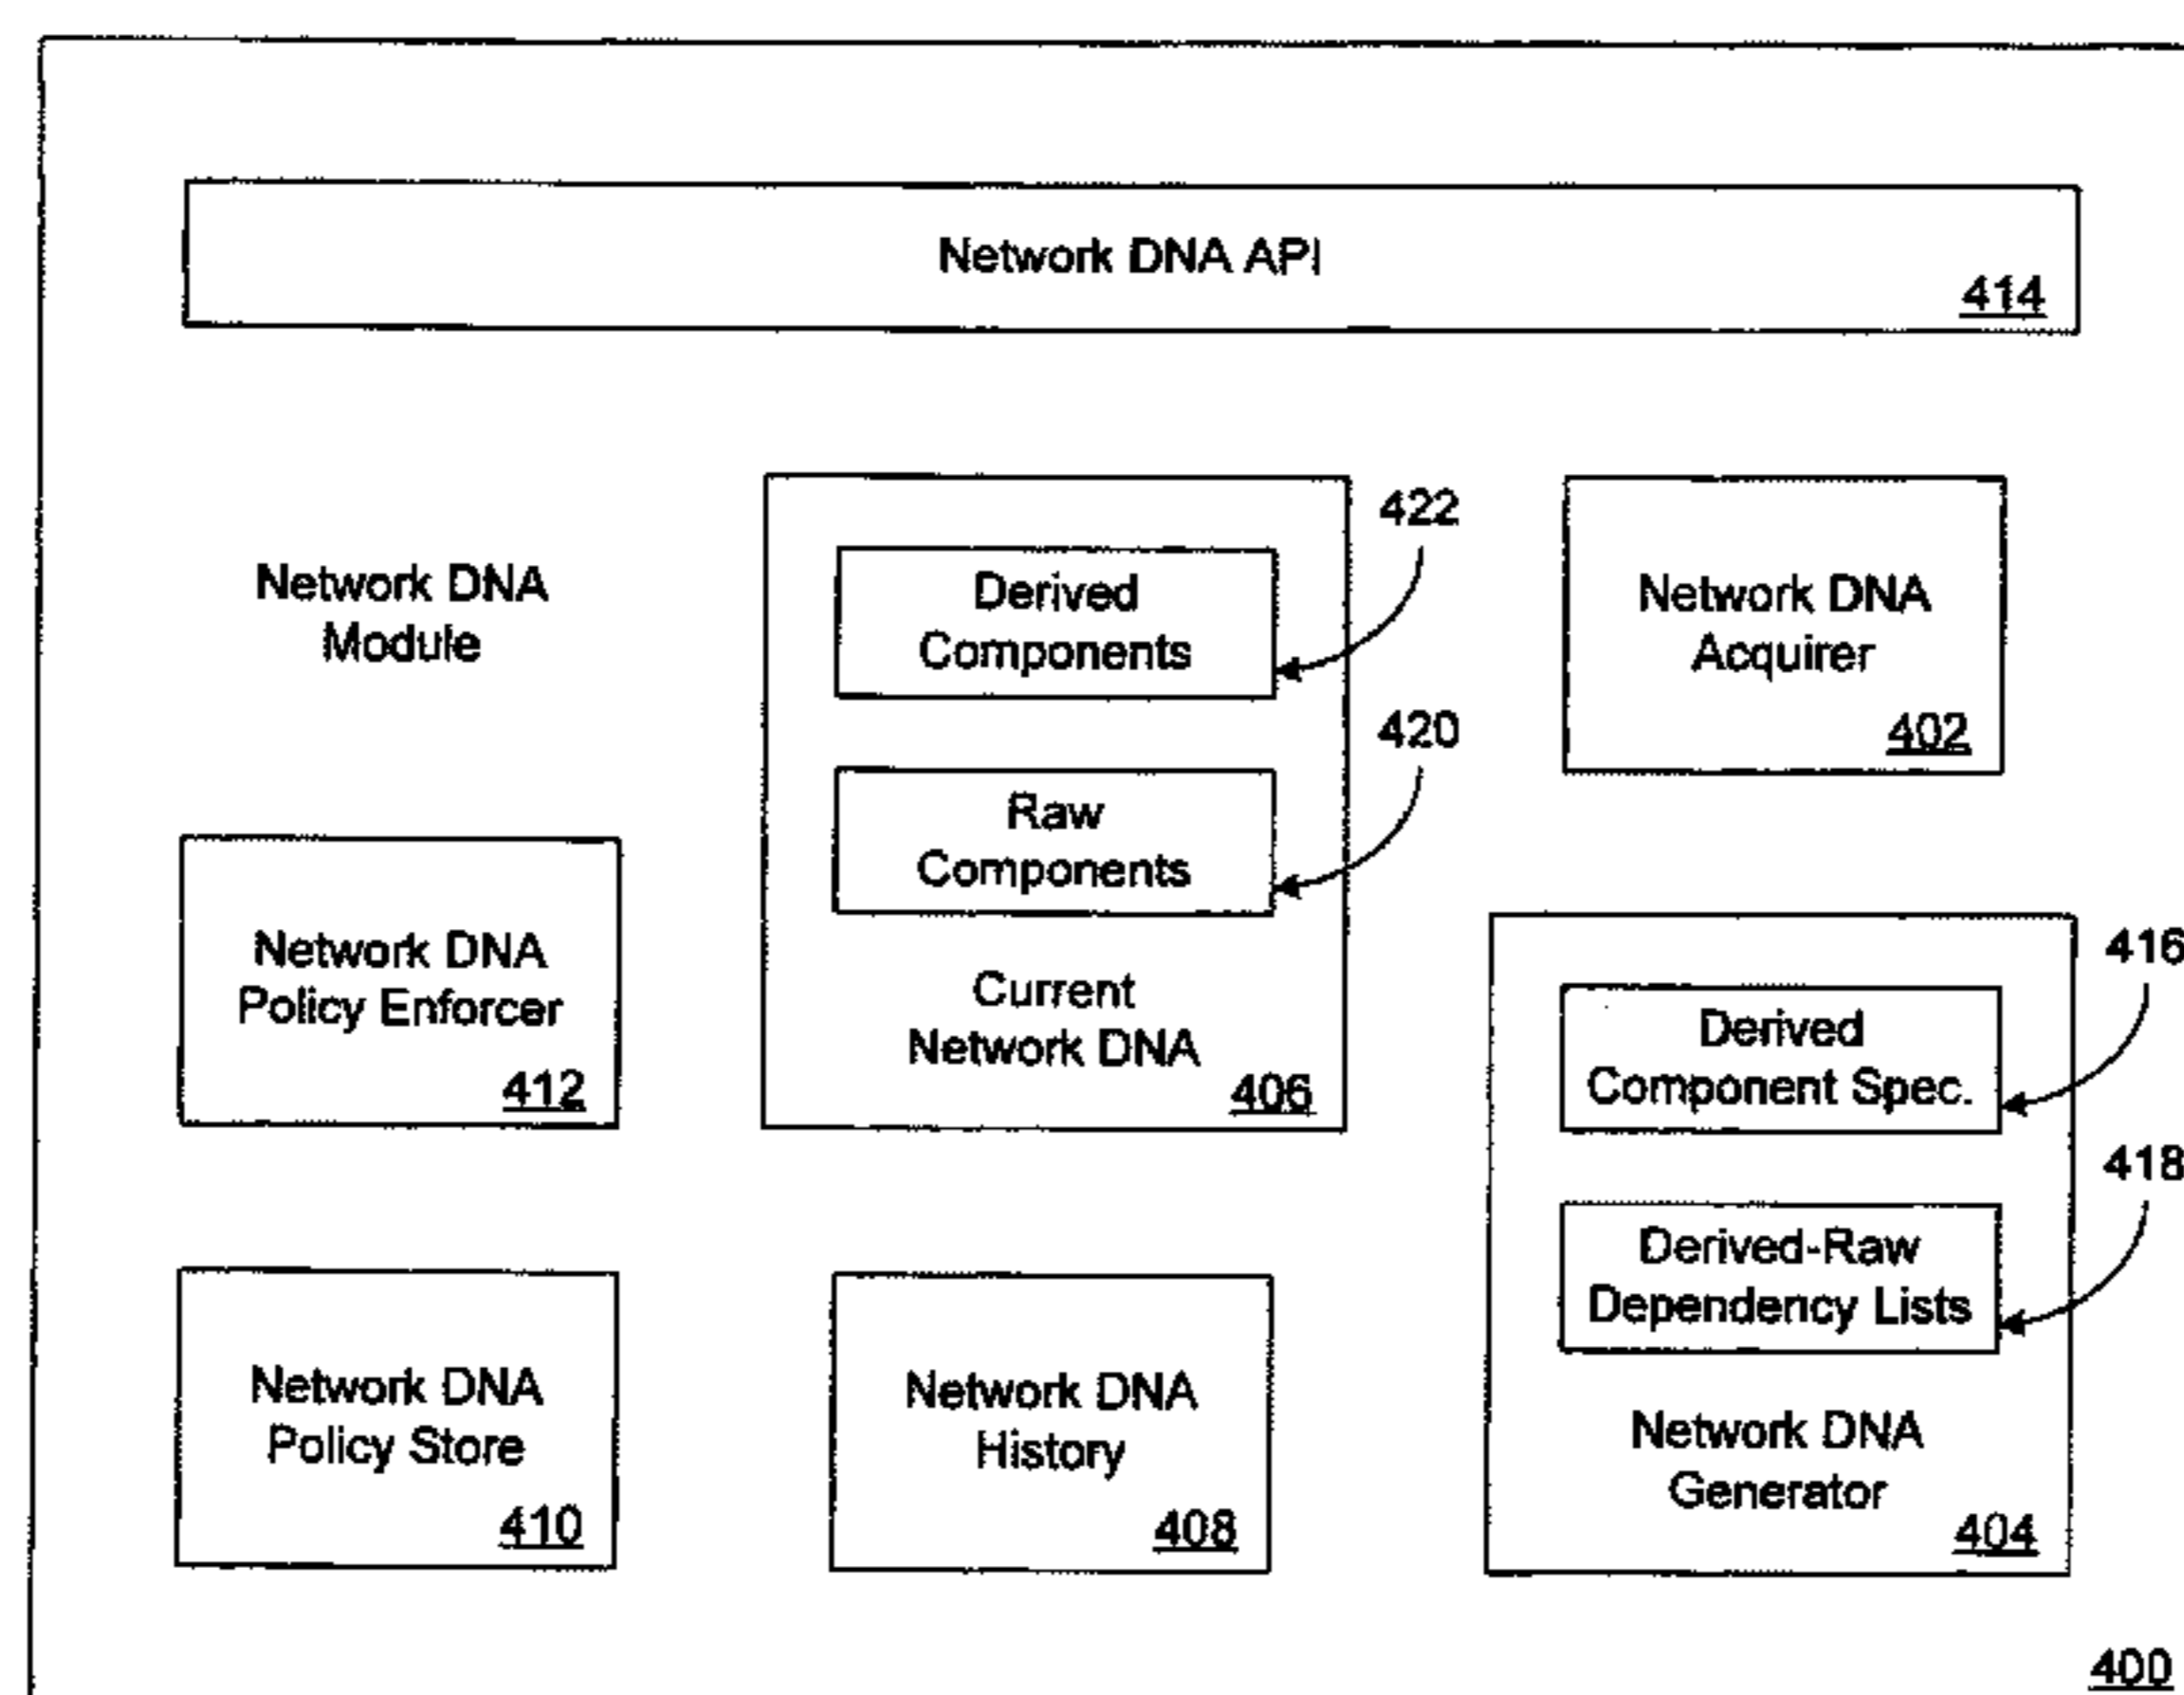 Network DNA API
414
Network DNA
Module
Derived
Components
422
Raw
Components
420
Current
Network DNA
406
Network DNA
Acquirer
402
Network DNA
Policy Enforcer
412
Derived
Component Spec.
416
Derived-Raw
Dependency Lists
418
Network DNA
Generator
404
Network DNA
Policy Store
410
Network DNA
History
408
400